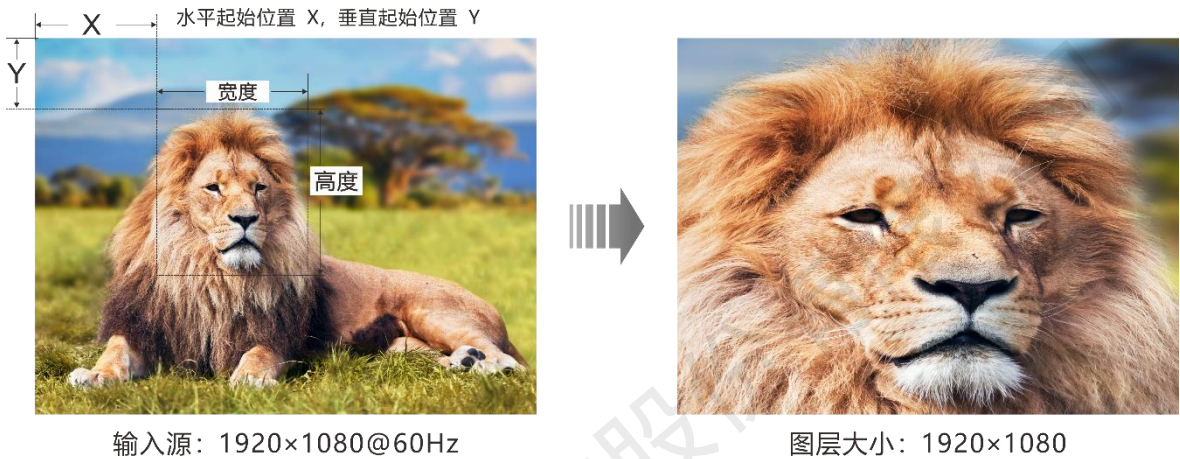 X
水平起始位置 X, 垂直起始位置 Y
Y
宽度
高度
输入源：1920×1080@60Hz
图层大小：1920×1080
股